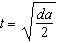 t = √(da/2)